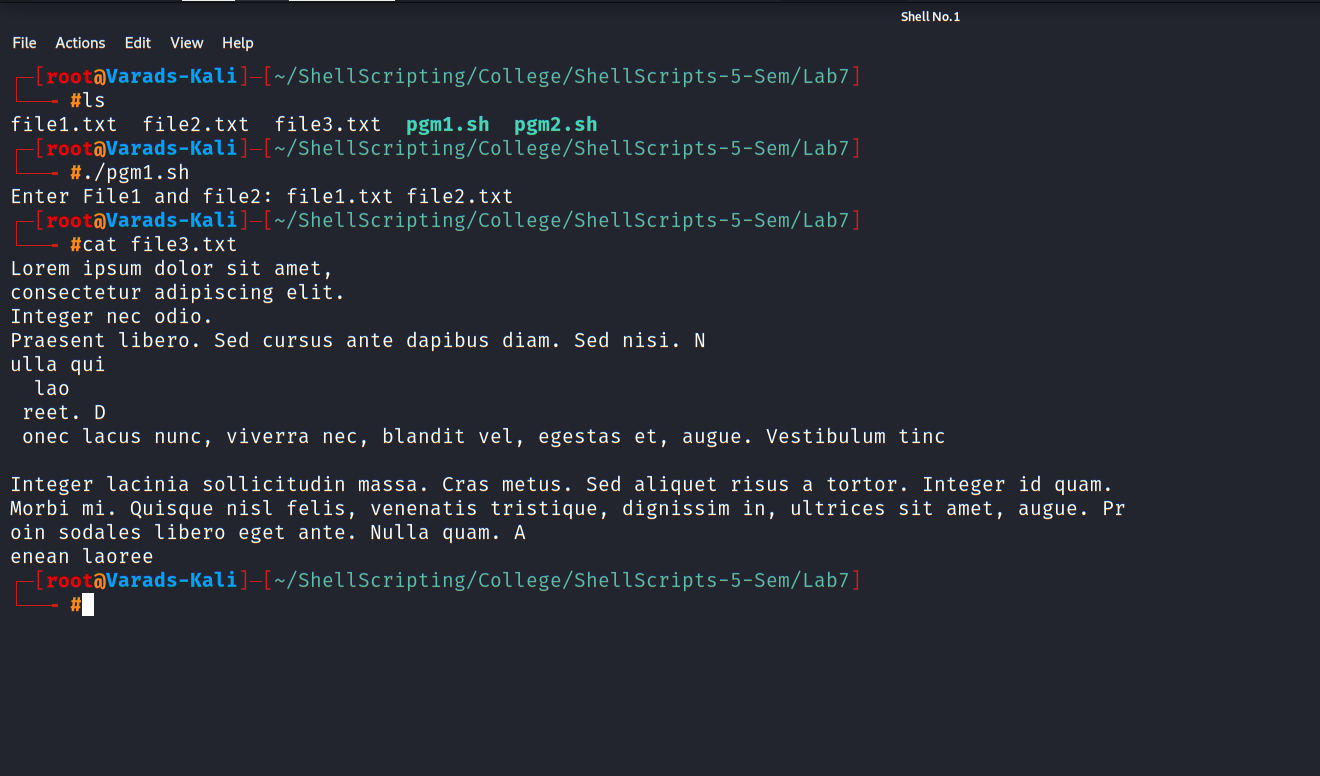 Shell No.1
File Actions Edit View Help
┌─[root@Varads-Kali]─[~/ShellScripting/College/ShellScripts-5-Sem/Lab7]
└──╼ #ls
file1.txt  file2.txt  file3.txt  pgm1.sh  pgm2.sh
┌─[root@Varads-Kali]─[~/ShellScripting/College/ShellScripts-5-Sem/Lab7]
└──╼ #./pgm1.sh
Enter File1 and file2: file1.txt file2.txt
┌─[root@Varads-Kali]─[~/ShellScripting/College/ShellScripts-5-Sem/Lab7]
└──╼ #cat file3.txt
Lorem ipsum dolor sit amet,
consectetur adipiscing elit.
Integer nec odio.
Praesent libero. Sed cursus ante dapibus diam. Sed nisi. N
ulla qui
  lao
 reet. D
 onec lacus nunc, viverra nec, blandit vel, egestas et, augue. Vestibulum tinc

Integer lacinia sollicitudin massa. Cras metus. Sed aliquet risus a tortor. Integer id quam.
Morbi mi. Quisque nisl felis, venenatis tristique, dignissim in, ultrices sit amet, augue. Pr
oin sodales libero eget ante. Nulla quam. A
enean laoree
┌─[root@Varads-Kali]─[~/ShellScripting/College/ShellScripts-5-Sem/Lab7]
└──╼ #